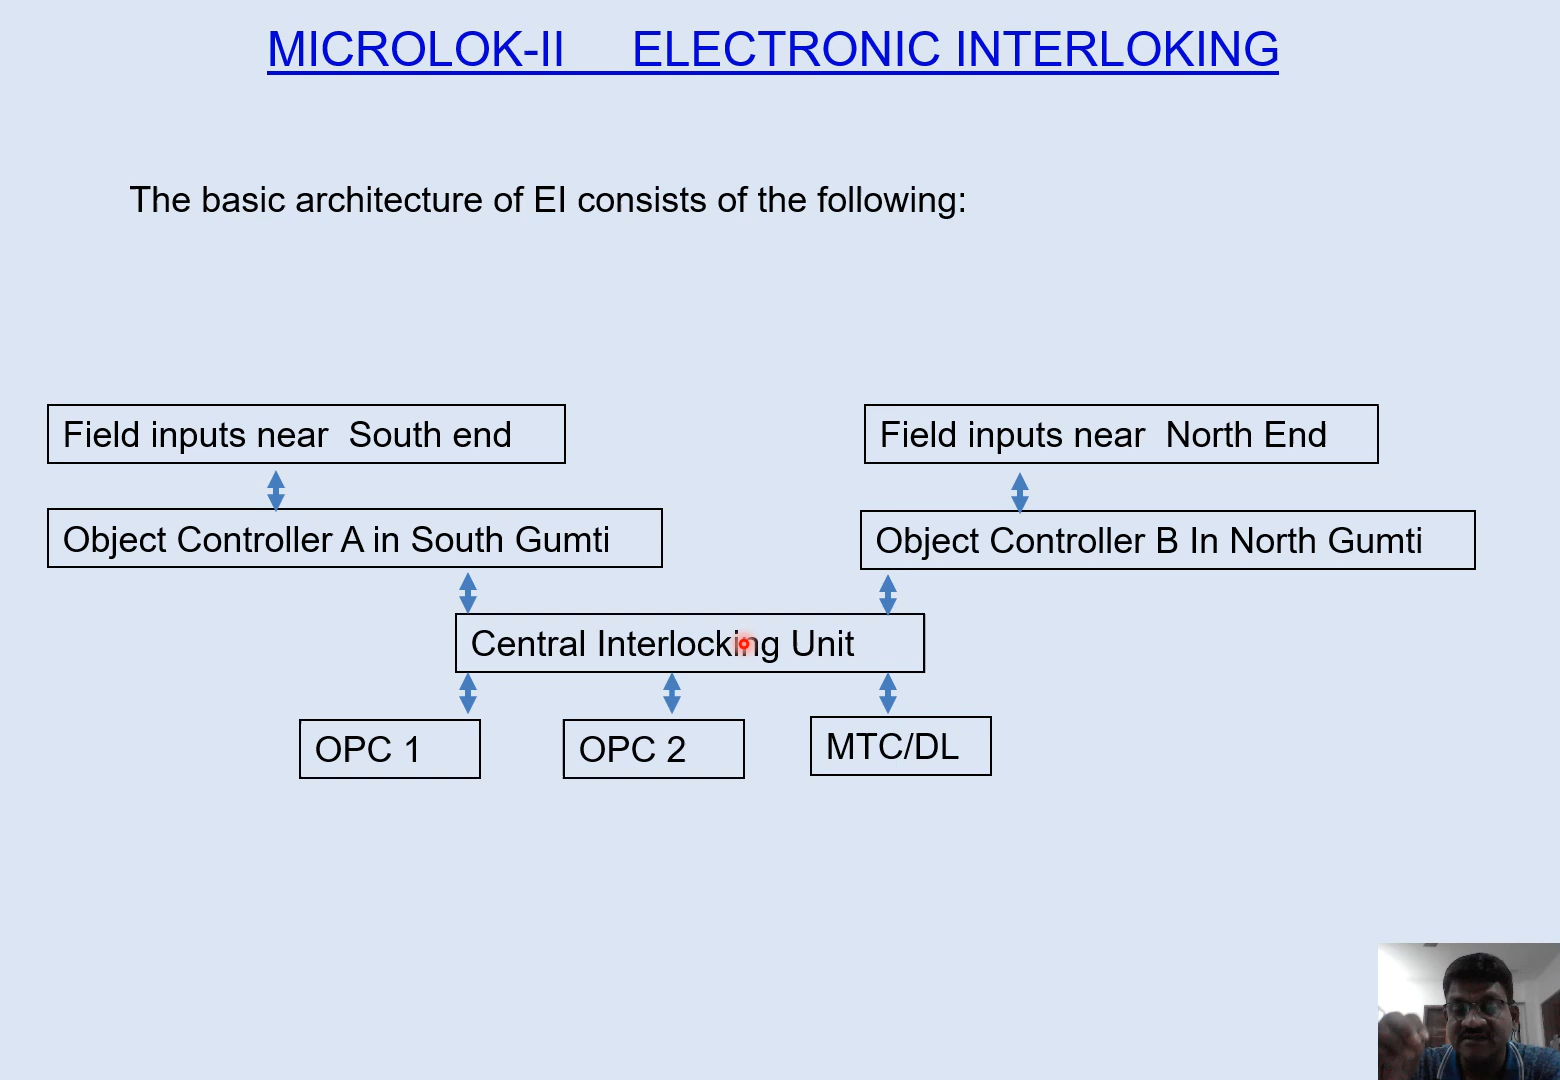 MICROLOK-II ELECTRONIC INTERLOKING
The basic architecture of EI consists of the following:
Field inputs near South end
Field inputs near North End
Object Controller A in South Gumti
Object Controller B In North Gumti
Central Interlocking Unit
OPC 1
OPC 2
MTC/DL